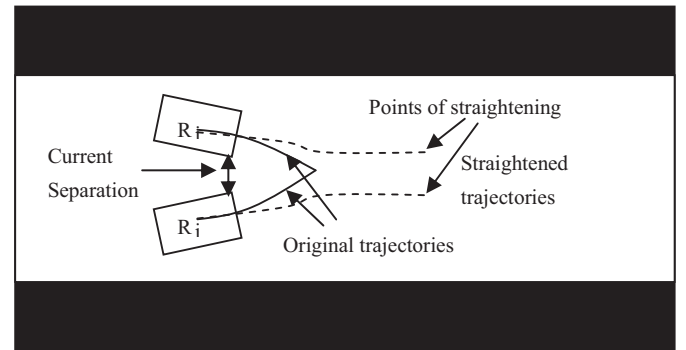 Points of straightening
R i
Current
Separation
Straightened
trajectories
R i
Original trajectories